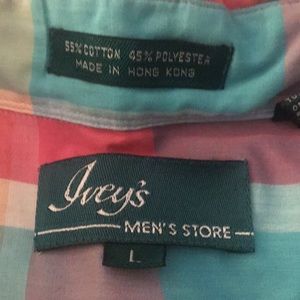 55% COTTON 45% POLYESTER
MADE IN HONG KONG
Ivey's
MEN'S STORE
L